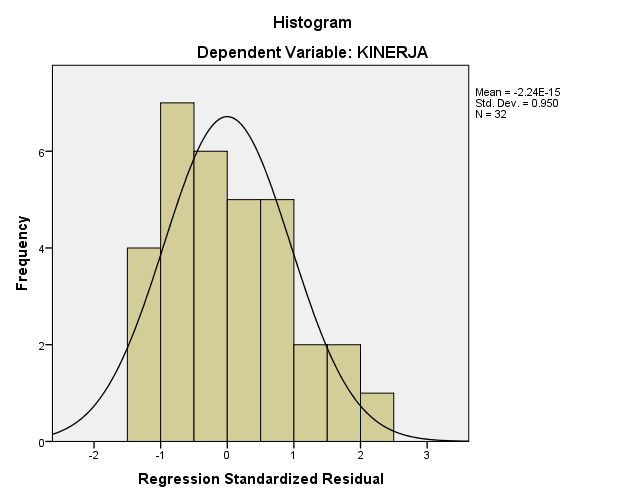 Histogram
Dependent Variable: KINERJA
Mean = -2.24E-15
Std. Dev. = 0.950
N = 32
Frequency
6
4
2
0
-2 -1 0 1 2 3
Regression Standardized Residual